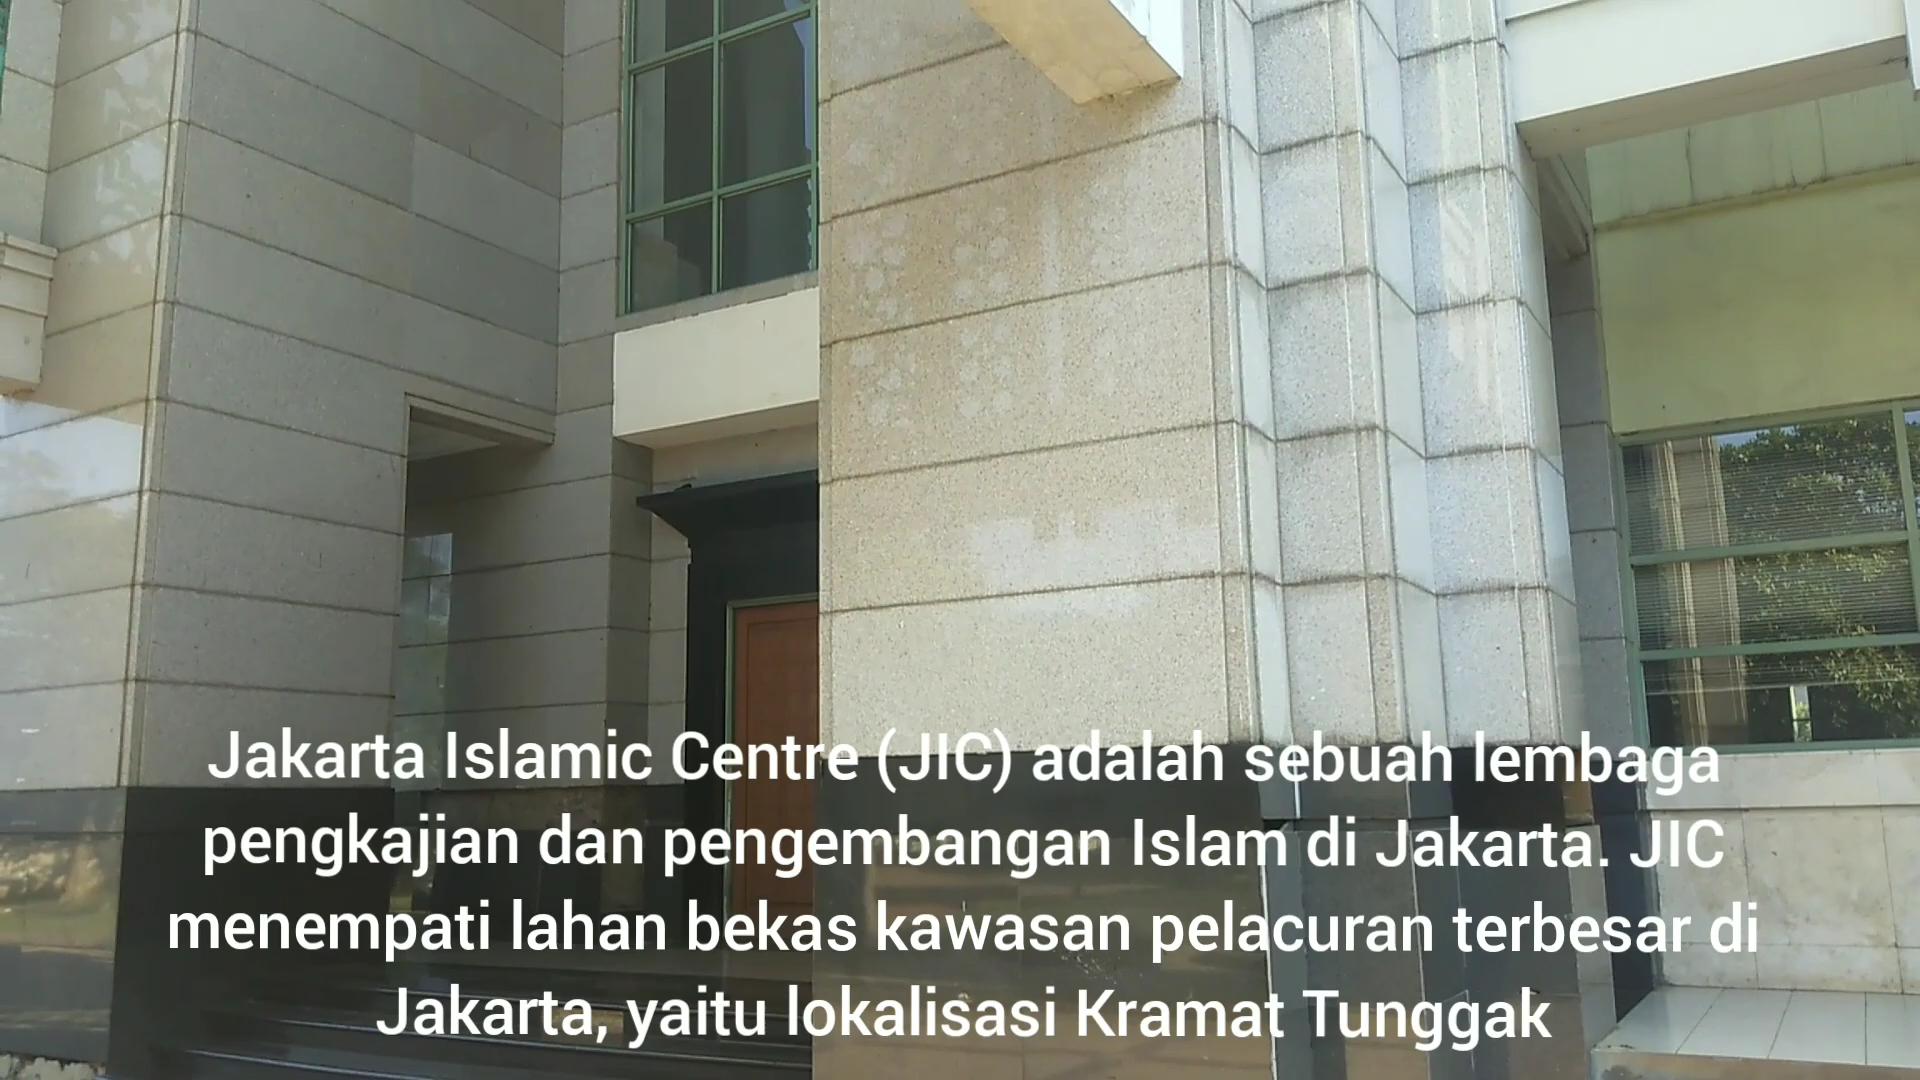 Jakarta Islamic Centre (JIC) adalah sebuah lembaga
pengkajian dan pengembangan Islam di Jakarta. JIC
menempati lahan bekas kawasan pelacuran terbesar di
Jakarta, yaitu lokalisasi Kramat Tunggak